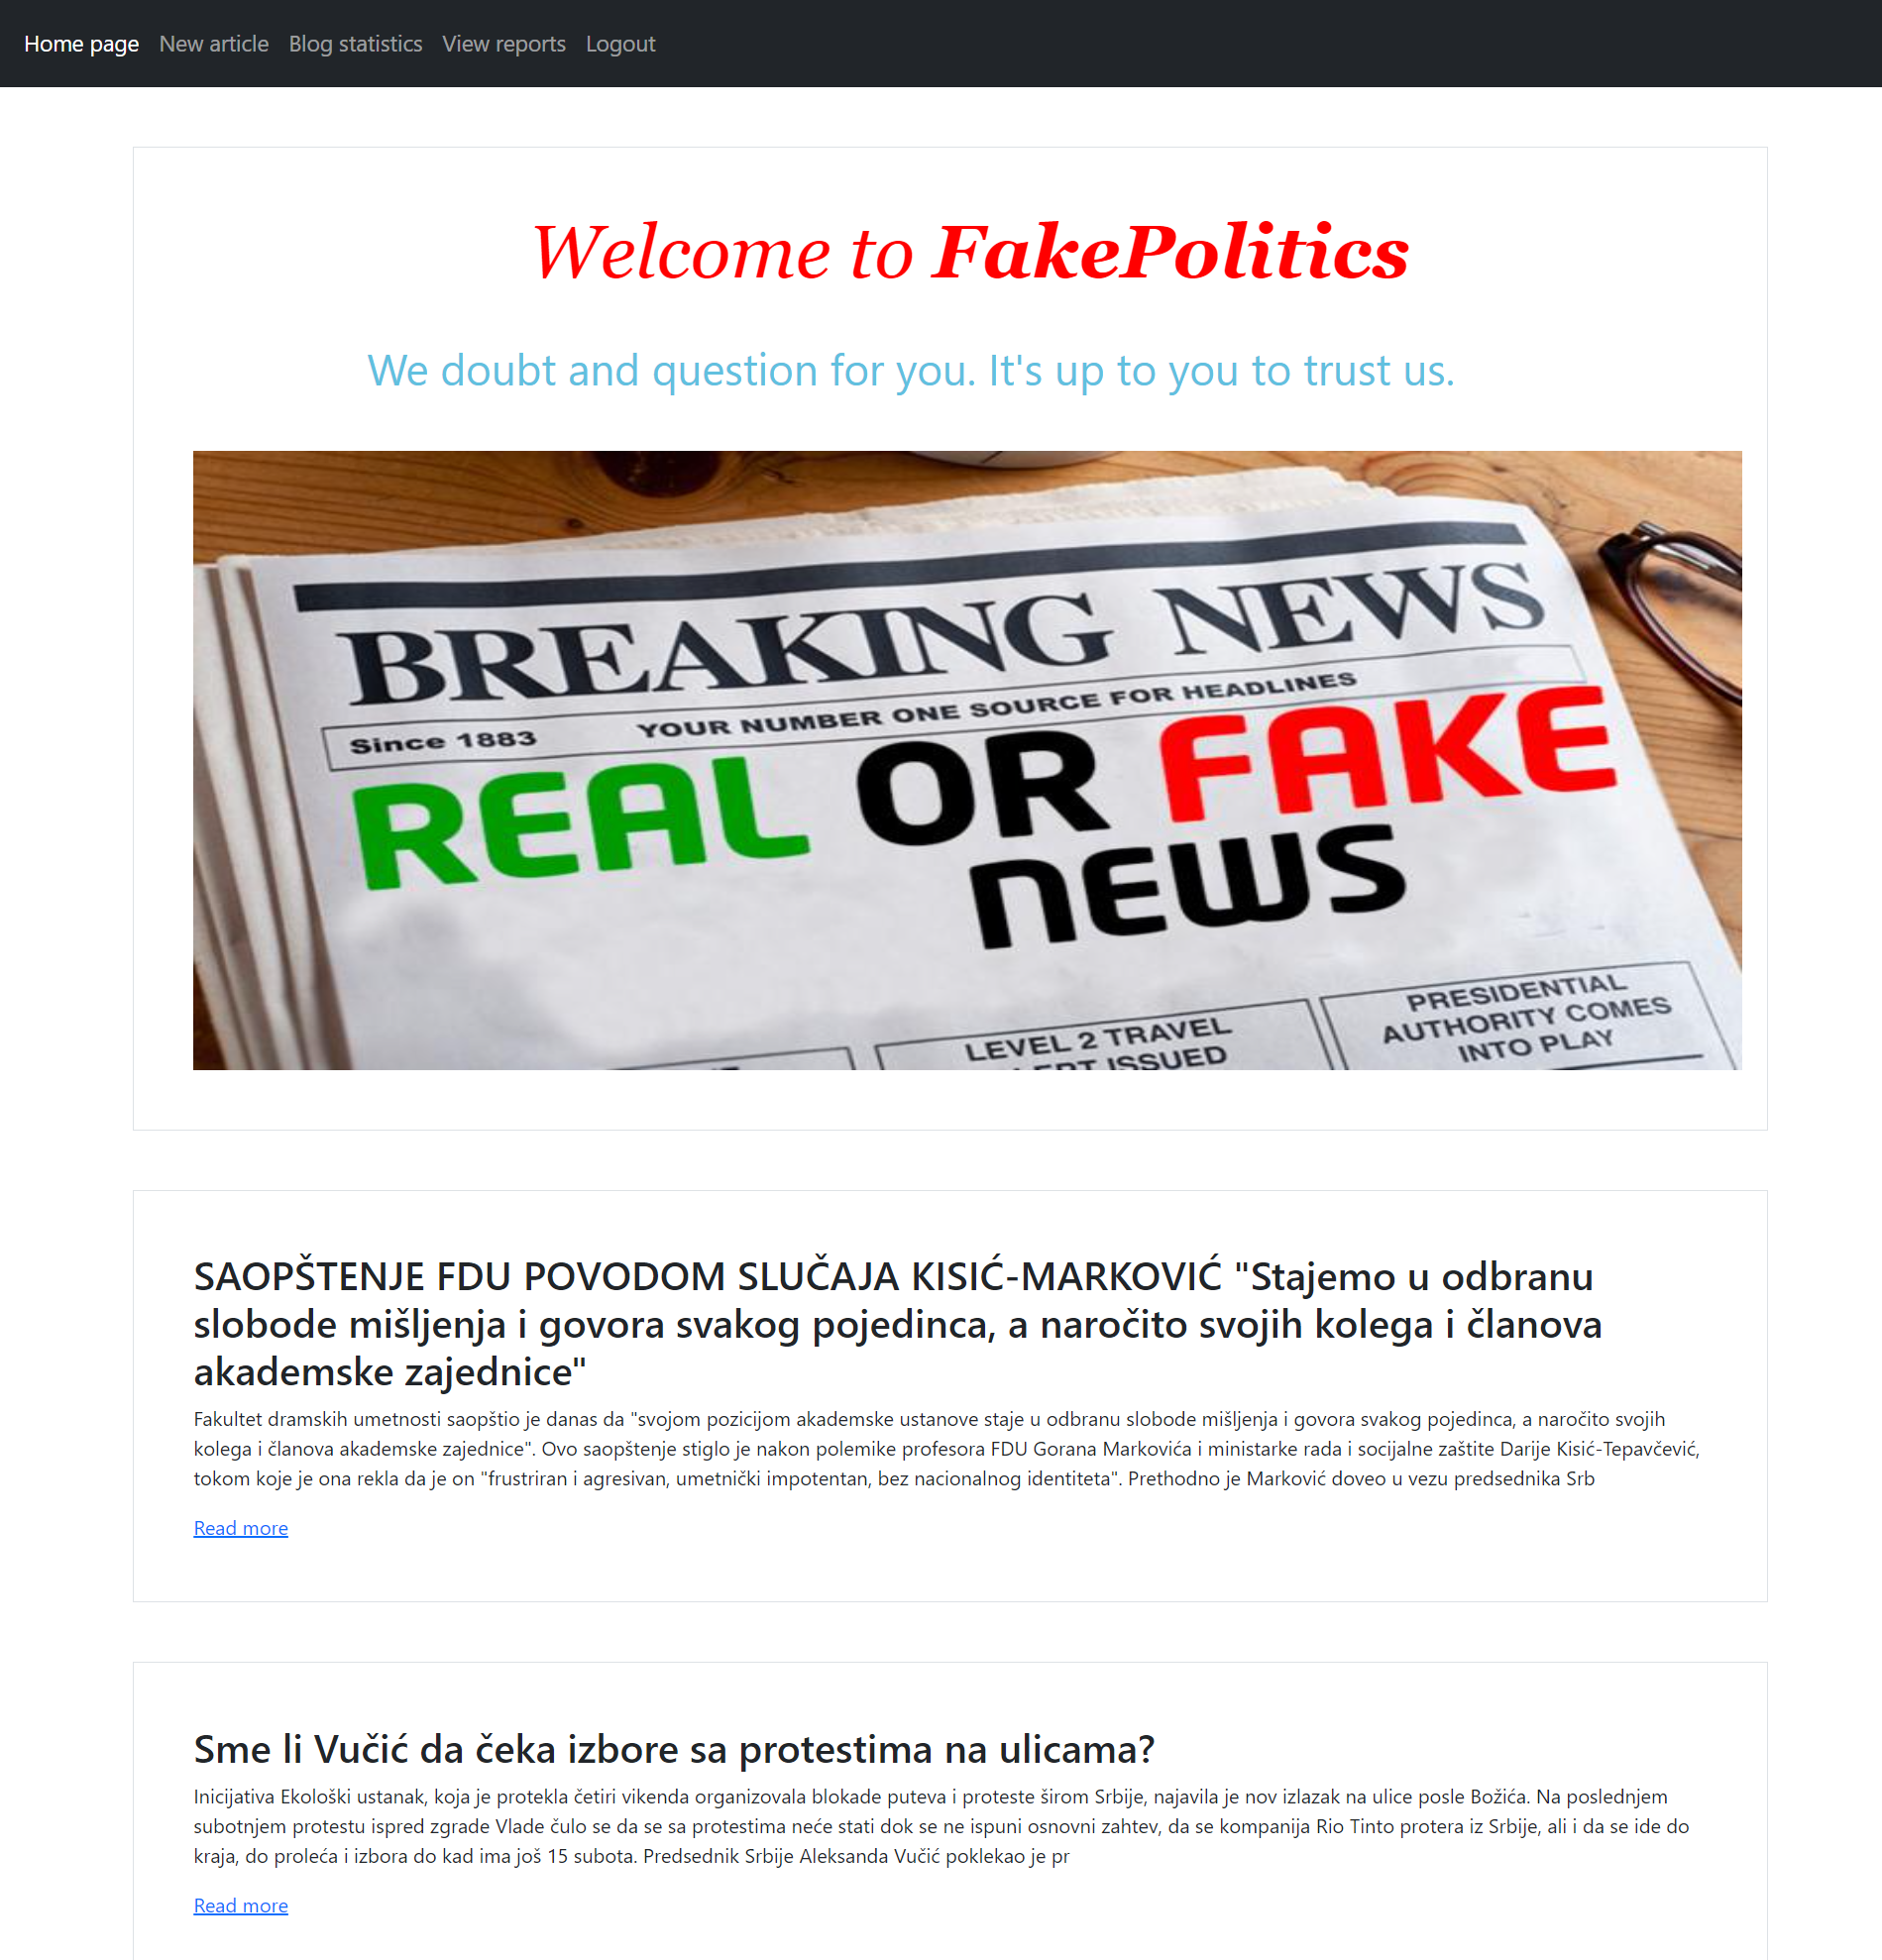 Home page New article Blog statistics View reports Logout
Welcome to FakePolitics
We doubt and question for you. It's up to you to trust us.
BREAKING NEWS
Since 1883 YOUR NUMBER ONE SOURCE FOR HEADLINES
REAL OR FAKE
NEWS
LEVEL 2 TRAVEL
ISSUED
PRESIDENTIAL
AUTHORITY COMES
INTO PLAY
SAOPŠTENJE FDU POVODOM SLUČAJA KISIĆ-MARKOVIĆ "Stajemo u odbranu
slobode mišljenja i govora svakog pojedinca, a naročito svojih kolega i članova
akademske zajednice"
Fakultet dramskih umetnosti saopštio je danas da "svojom pozicijom akademske ustanove staje u odbranu slobode mišljenja i govora svakog pojedinca, a naročito svojih
kolega i članova akademske zajednice". Ovo saopštenje stiglo je nakon polemike profesora FDU Gorana Markovića i ministarke rada i socijalne zaštite Darije Kisić-Tepavčević,
tokom koje je ona rekla da je on "frustriran i agresivan, umetnički impotentan, bez nacionalnog identiteta". Prethodno je Marković doveo u vezu predsednika Srb
Read more
Sme li Vučić da čeka izbore sa protestima na ulicama?
Inicijativa Ekološki ustanak, koja je protekla četiri vikenda organizovala blokade puteva i proteste širom Srbije, najavila je nov izlazak na ulice posle Božića. Na poslednjem
subotnjem protestu ispred zgrade Vlade čulo se da se sa protestima neće stati dok se ne ispuni osnovni zahtev, da se kompanija Rio Tinto protera iz Srbije, ali i da se ide do
kraja, do proleća i izbora do kad ima još 15 subota. Predsednik Srbije Aleksanda Vučić poklekao je pr
Read more